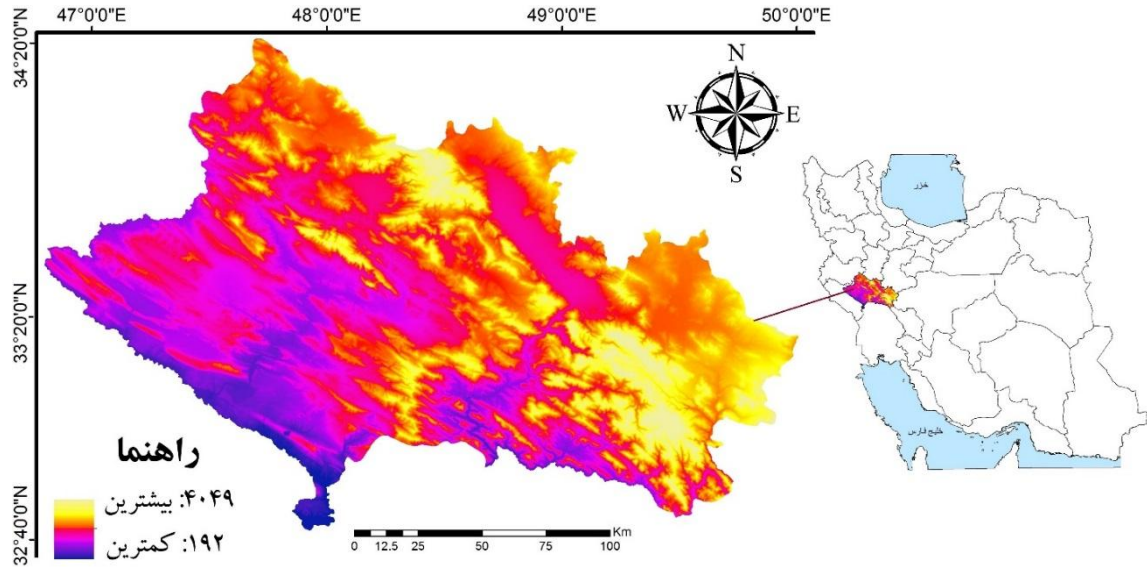 47°0'0"E 48°0'0"E 49°0'0"E 50°0'0"E
34°20'0"N
33°20'0"N
32°40'0"N
N
W E
S
خزر
خلیج فارس
راهنما
بیشترین :۴۰۴۹
کمترین :۱۹۲
Km
0 12.5 25 50 75 100